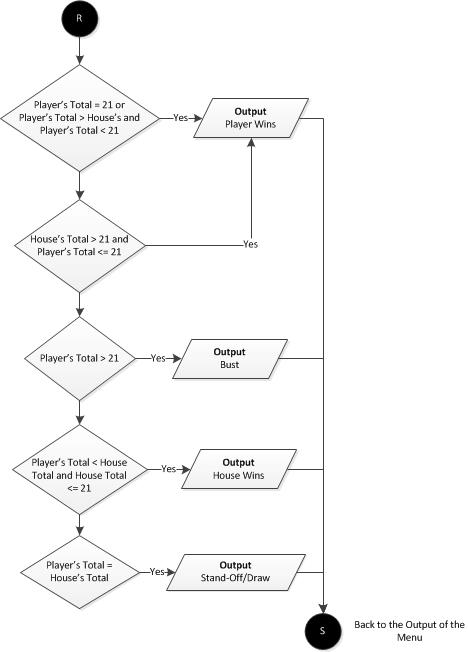 R
Player's Total = 21 or
Player's Total > House's and
Player's Total < 21
Yes
Output
Player Wins
House's Total > 21 and
Player's Total <= 21
Yes
Player's Total > 21
Yes
Output
Bust
Player's Total < House
Total and House Total
<= 21
Yes
Output
House Wins
Player's Total =
House's Total
Yes
Output
Stand-Off/Draw
S
Back to the Output of the
Menu